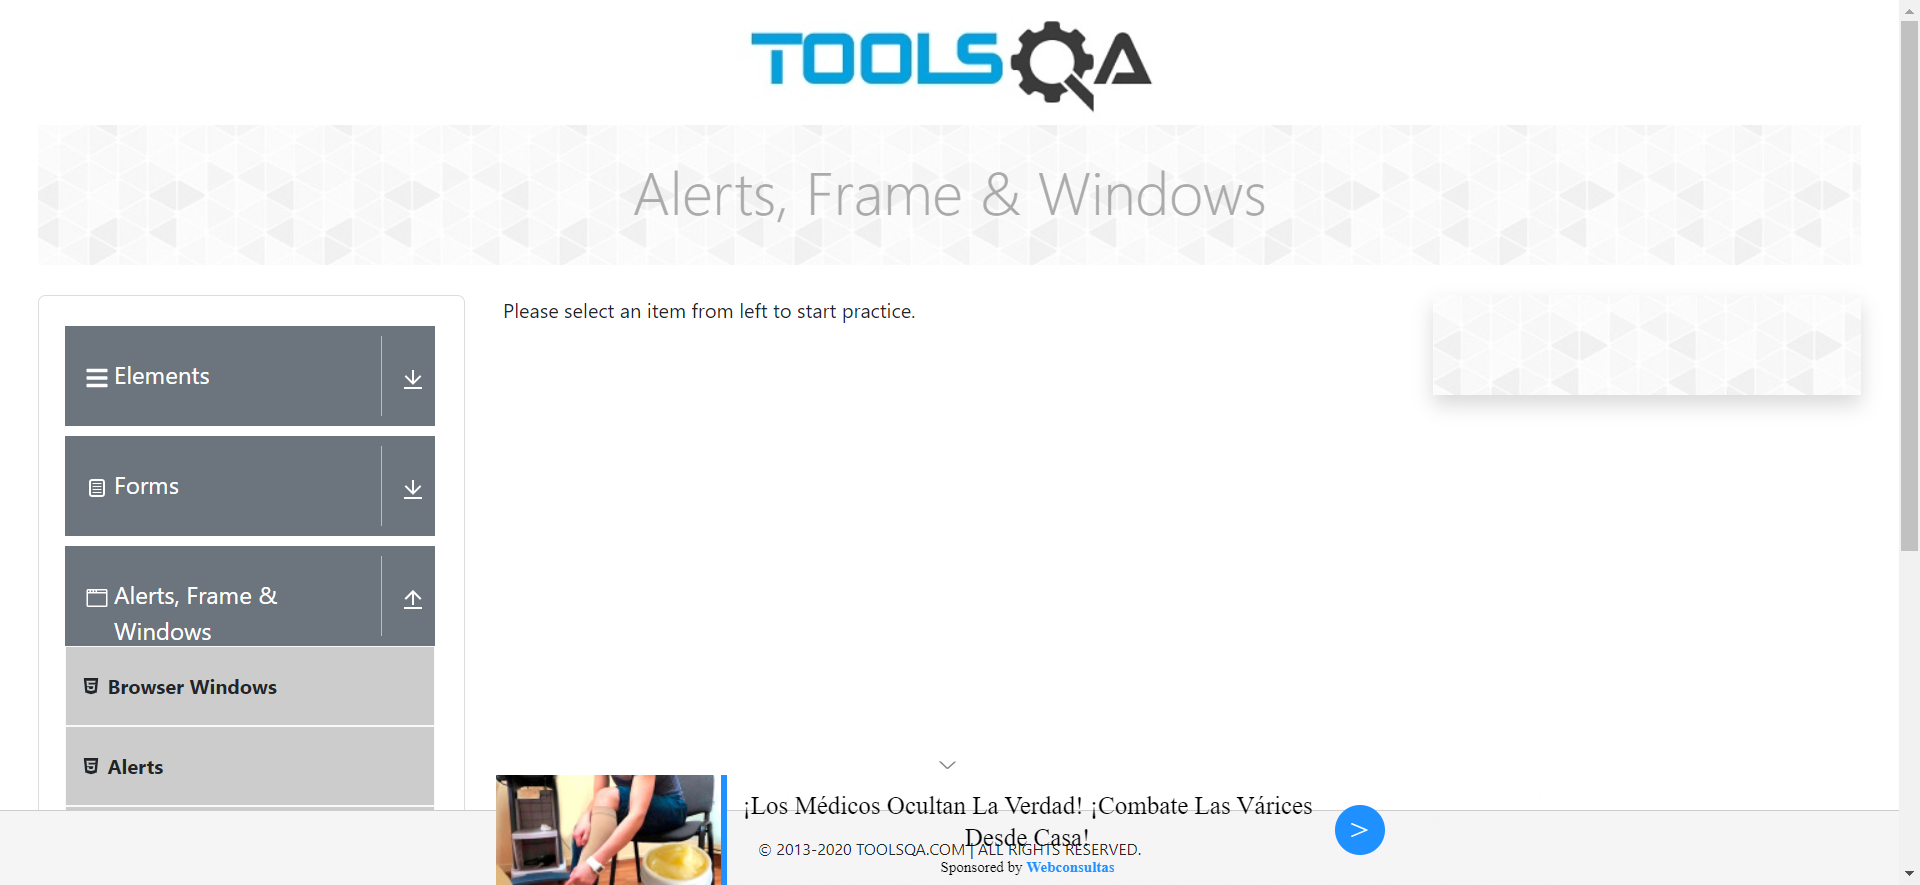 TOOLSQA
Alerts, Frame & Windows
Please select an item from left to start practice.
Elements
Forms
Alerts, Frame &
Windows
Browser Windows
Alerts
¡Los Médicos Ocultan La Verdad! ¡Combate Las Várices
Desde Casa!
>
© 2013-2020 TOOLSQA.COM | ALL RIGHTS RESERVED.
Sponsored by Webconsultas